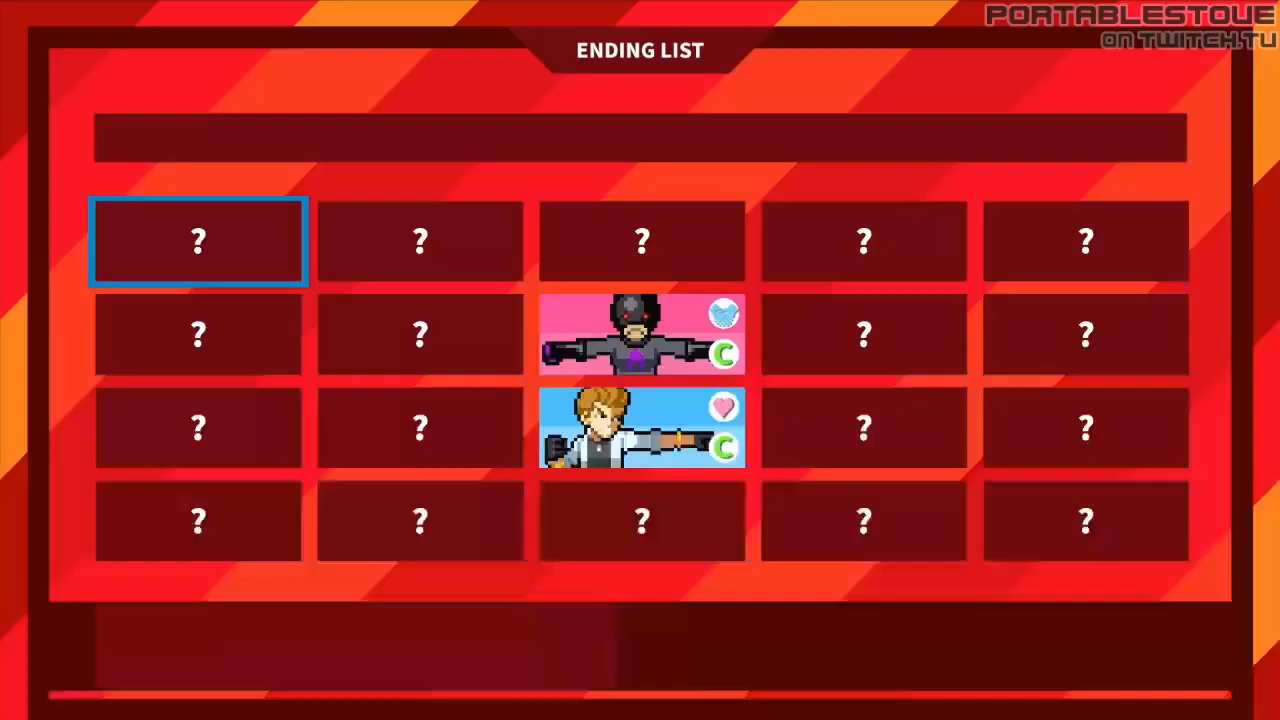 PORTABLESTOVE
ON TWITCH.TV
ENDING LIST
? ? ? ? ?
? ? C ? ?
? ? C ? ?
? ? ? ? ?